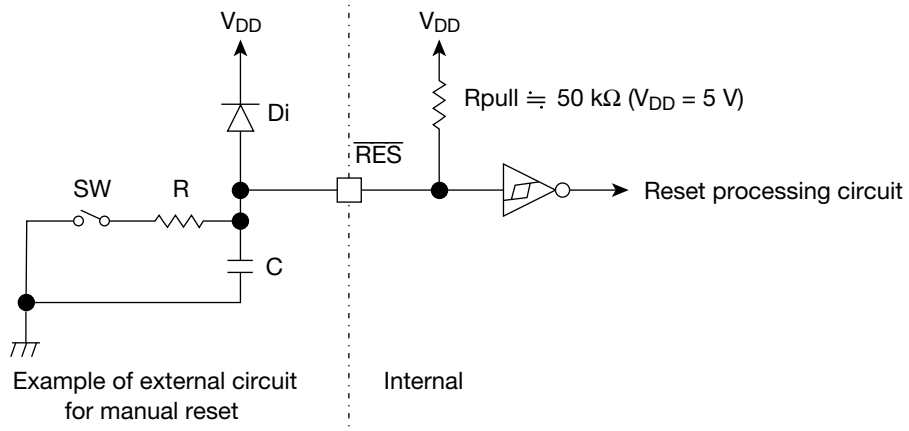 VDD
VDD
Rpull ≒ 50 kΩ (VDD = 5 V)
Di
RES
SW
R
Reset processing circuit
C
Example of external circuit
for manual reset
Internal